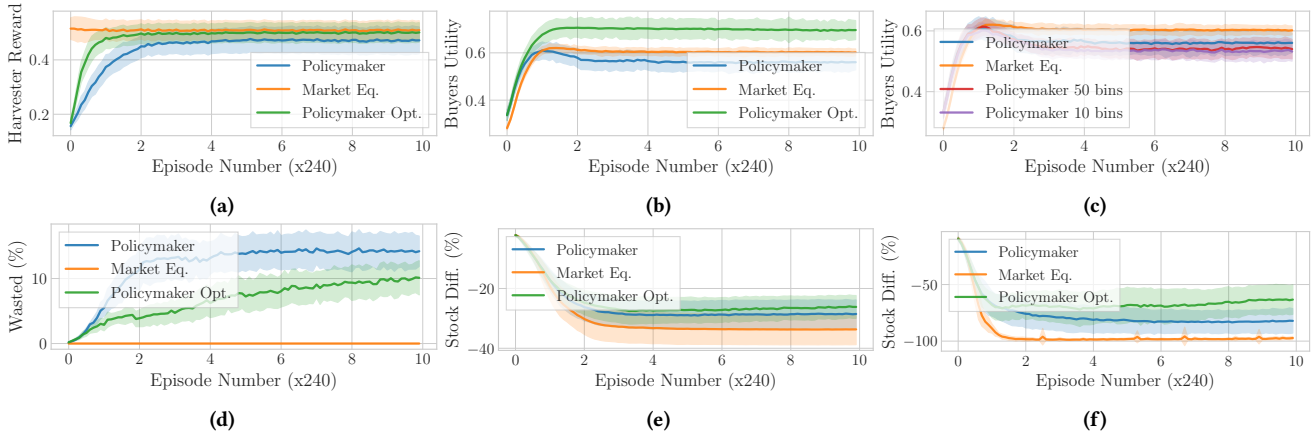 Harvester Reward
0.4
0.2
Policymaker
Market Eq.
Policymaker Opt.
0 2 4 6 8 10
Episode Number (x240)
(a)
Buyers Utility
0.6
0.4
Policymaker
Market Eq.
Policymaker Opt.
0 2 4 6 8 10
Episode Number (x240)
(b)
Buyers Utility
0.6
0.4
Policymaker
Market Eq.
Policymaker 50 bins
Policymaker 10 bins
0 2 4 6 8 10
Episode Number (x240)
(c)
Wasted (%)
10
0
Policymaker
Market Eq.
Policymaker Opt.
0 2 4 6 8 10
Episode Number (x240)
(d)
Stock Diff. (%)
−20
−40
Policymaker
Market Eq.
Policymaker Opt.
0 2 4 6 8 10
Episode Number (x240)
(e)
Stock Diff. (%)
−50
−100
Policymaker
Market Eq.
Policymaker Opt.
0 2 4 6 8 10
Episode Number (x240)
(f)